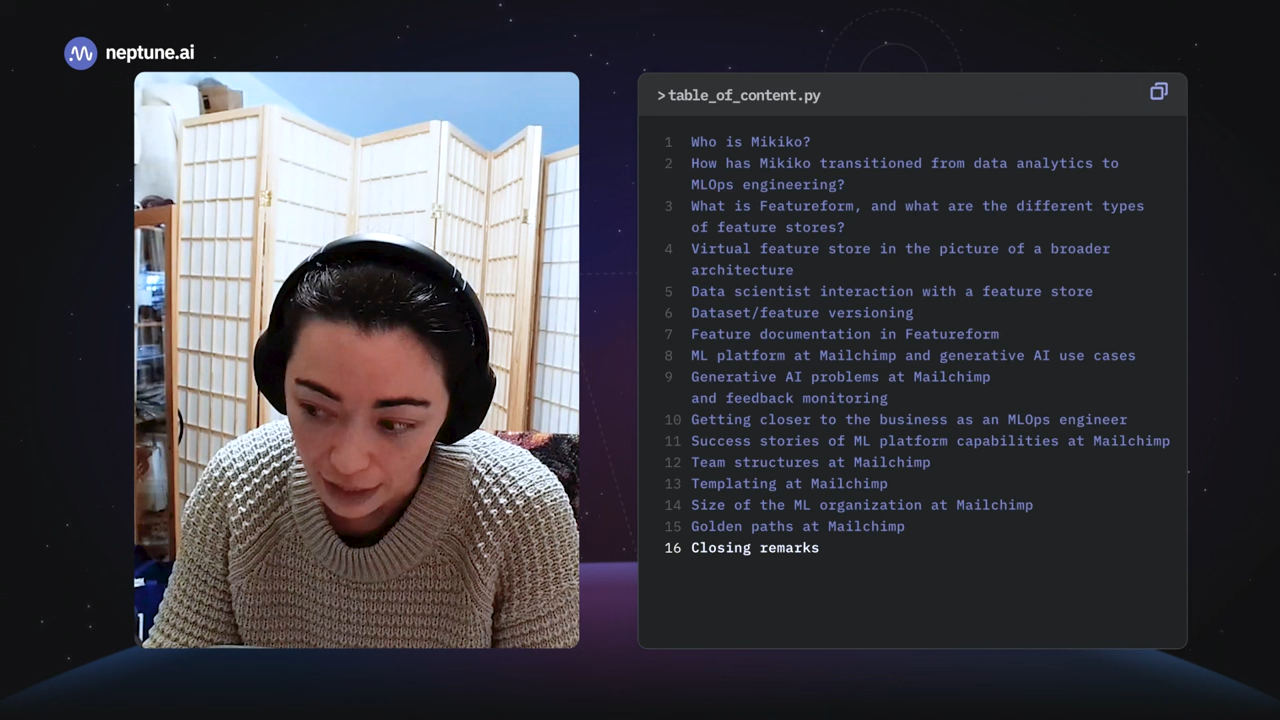 neptune.ai
>table_of_content.py
1 Who is Mikiko?
2 How has Mikiko transitioned from data analytics to
MLOps engineering?
3 What is Featureform, and what are the different types
of feature stores?
4 Virtual feature store in the picture of a broader
architecture
5 Data scientist interaction with a feature store
6 Dataset/feature versioning
7 Feature documentation in Featureform
8 ML platform at Mailchimp and generative AI use cases
9 Generative AI problems at Mailchimp
and feedback monitoring
10 Getting closer to the business as an MLOps engineer
11 Success stories of ML platform capabilities at Mailchimp
12 Team structures at Mailchimp
13 Templating at Mailchimp
14 Size of the ML organization at Mailchimp
15 Golden paths at Mailchimp
16 Closing remarks